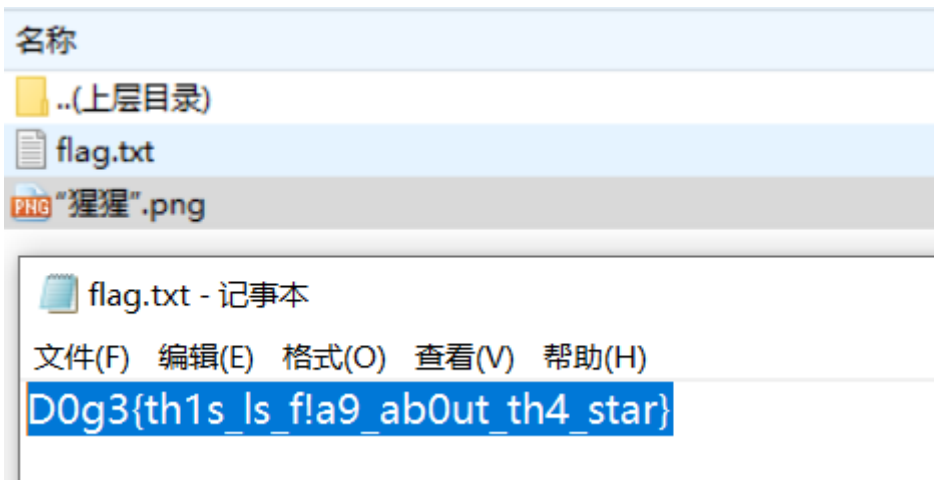 名称
..(上层目录)
flag.txt
PNG “猩猩”.png
flag.txt - 记事本
文件(F) 编辑(E) 格式(O) 查看(V) 帮助(H)
D0g3{th1s_ls_f!a9_ab0ut_th4_star}